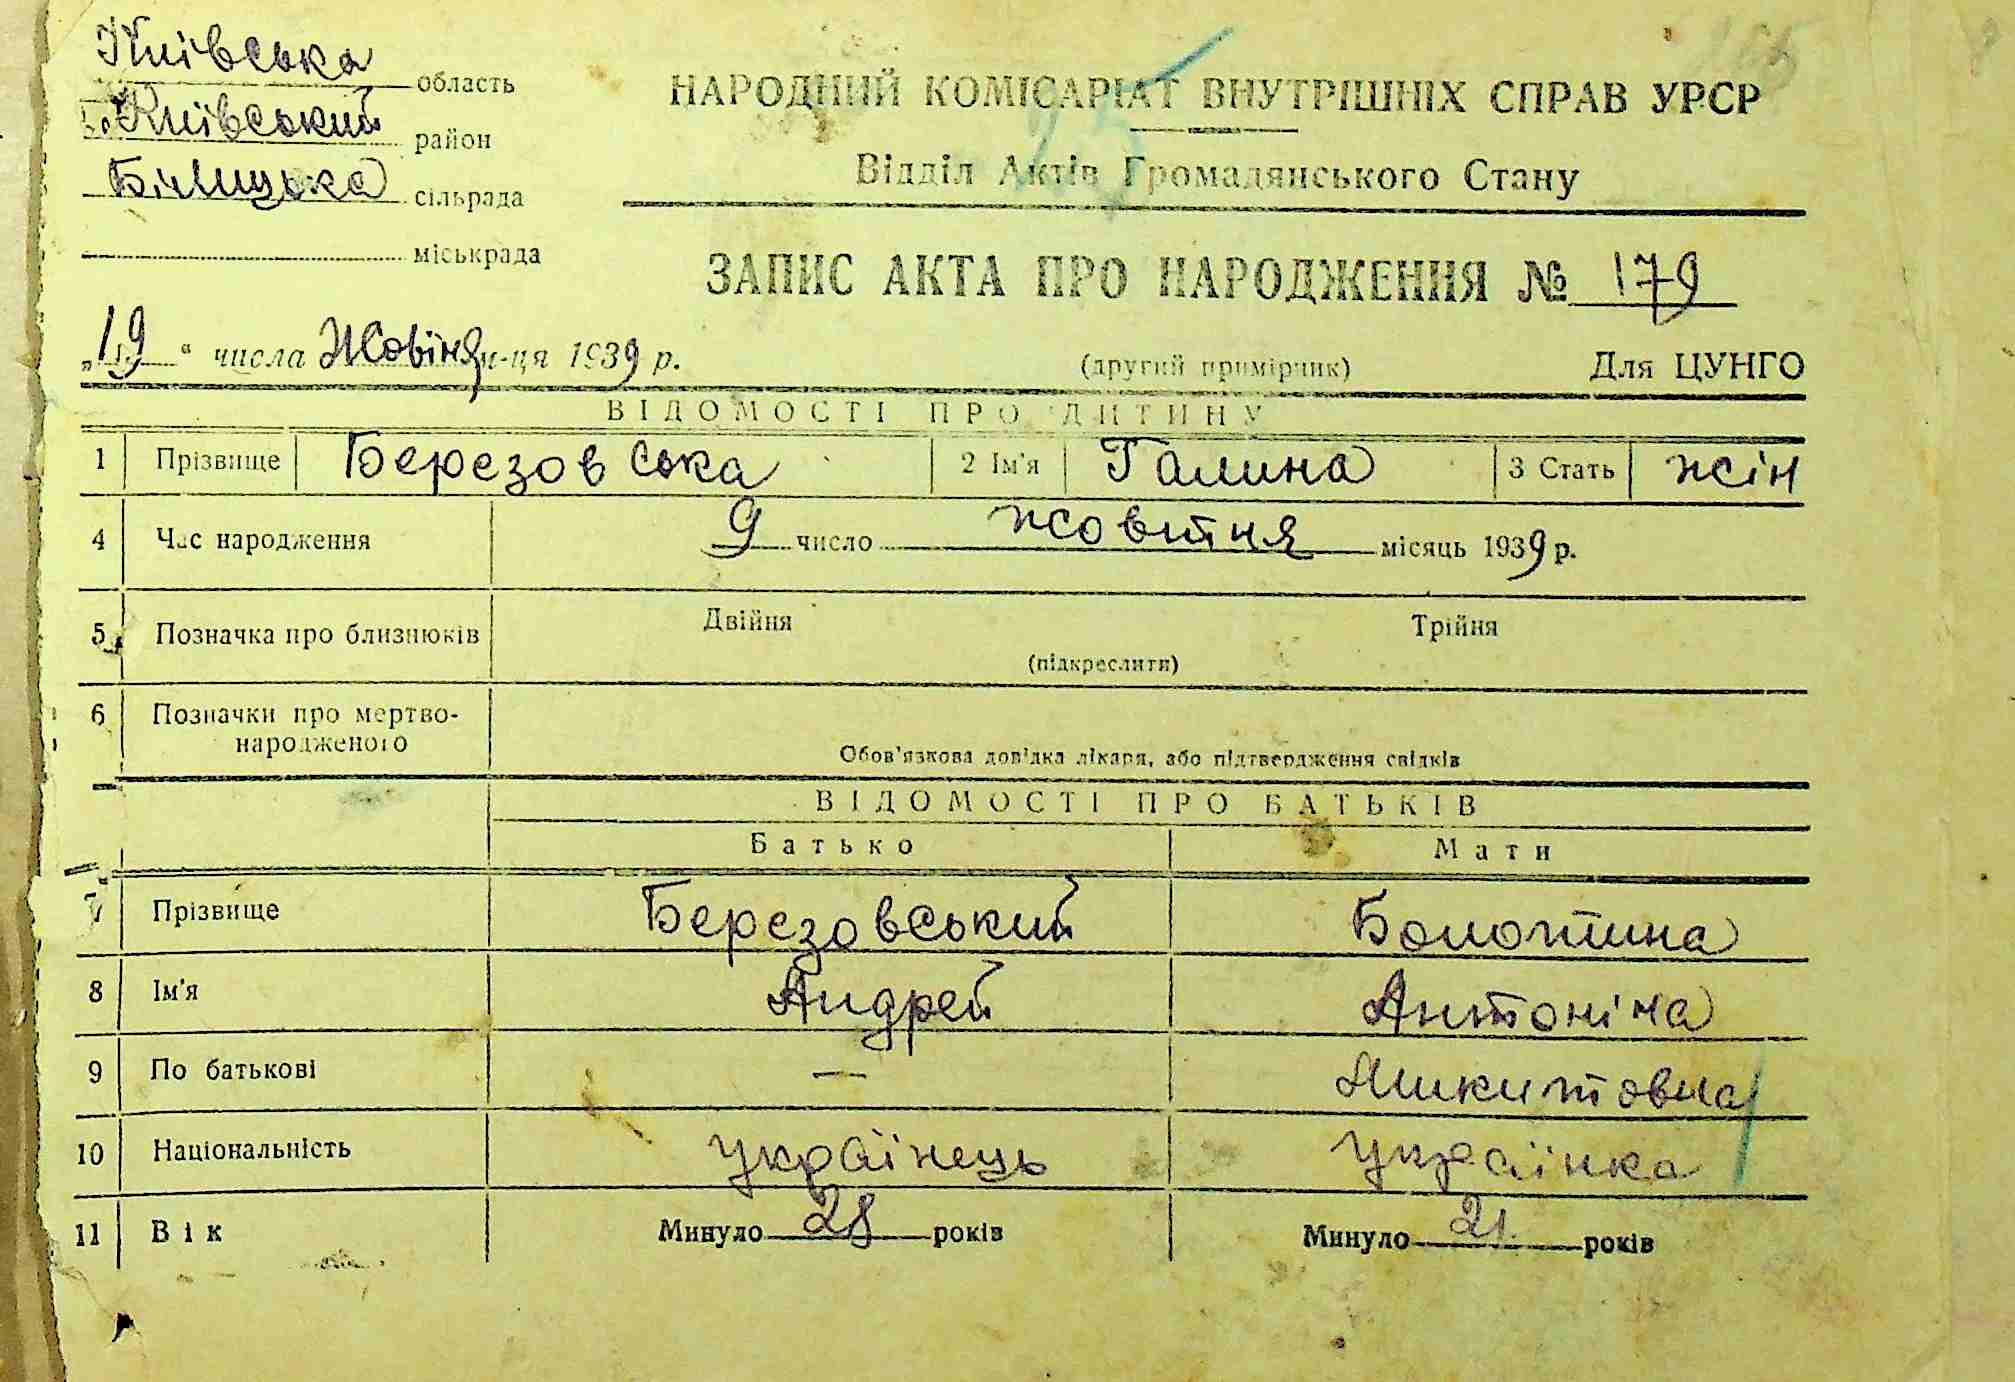 Київська область
Київський район
Білицька сільрада
міськрада
НАРОДНИЙ КОМІСАРІАТ ВНУТРІШНІХ СПРАВ УРСР
25
Відділ Актів Громадянського Стану
ЗАПИС АКТА ПРО НАРОДЖЕННЯ № 179
„19“ числа Жовтня м-ця 1939 р.
(другий примірник) Для ЦУНГО
ВІДОМОСТІ ПРО ДИТИНУ
1 Прізвище Березовська 2 Ім'я Галина 3 Стать жін
4 Час народження 9 число жовтня місяць 1939 р.
5 Позначка про близнюків Двійня Трійня
(підкреслити)
6 Позначки про мертво-
народженого
Обов'язкова довідка лікаря, або підтвердження свідків
ВІДОМОСТІ ПРО БАТЬКІВ
Батько Мати
7 Прізвище Березовський Болотина
8 Ім'я Андрей Антоніна
9 По батькові —
10 Національність українець українка
11 Вік Минуло 28 років Минуло 21 років